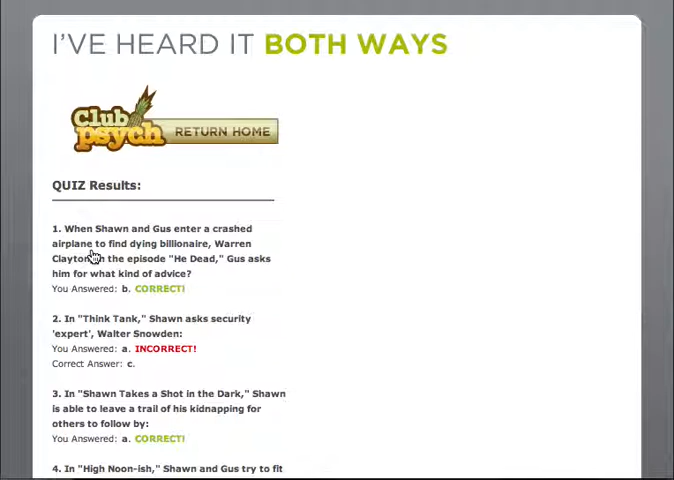 I'VE HEARD IT BOTH WAYS
Club
psych
RETURN HOME
QUIZ Results:
1. When Shawn and Gus enter a crashed
airplane to find dying billionaire, Warren
Clayton in the episode "He Dead," Gus asks
him for what kind of advice?
You Answered: b. CORRECT!
2. In "Think Tank," Shawn asks security
'expert', Walter Snowden:
You Answered: a. INCORRECT!
Correct Answer: c.
3. In "Shawn Takes a Shot in the Dark," Shawn
is able to leave a trail of his kidnapping for
others to follow by:
You Answered: a. CORRECT!
4. In "High Noon-ish," Shawn and Gus try to fit